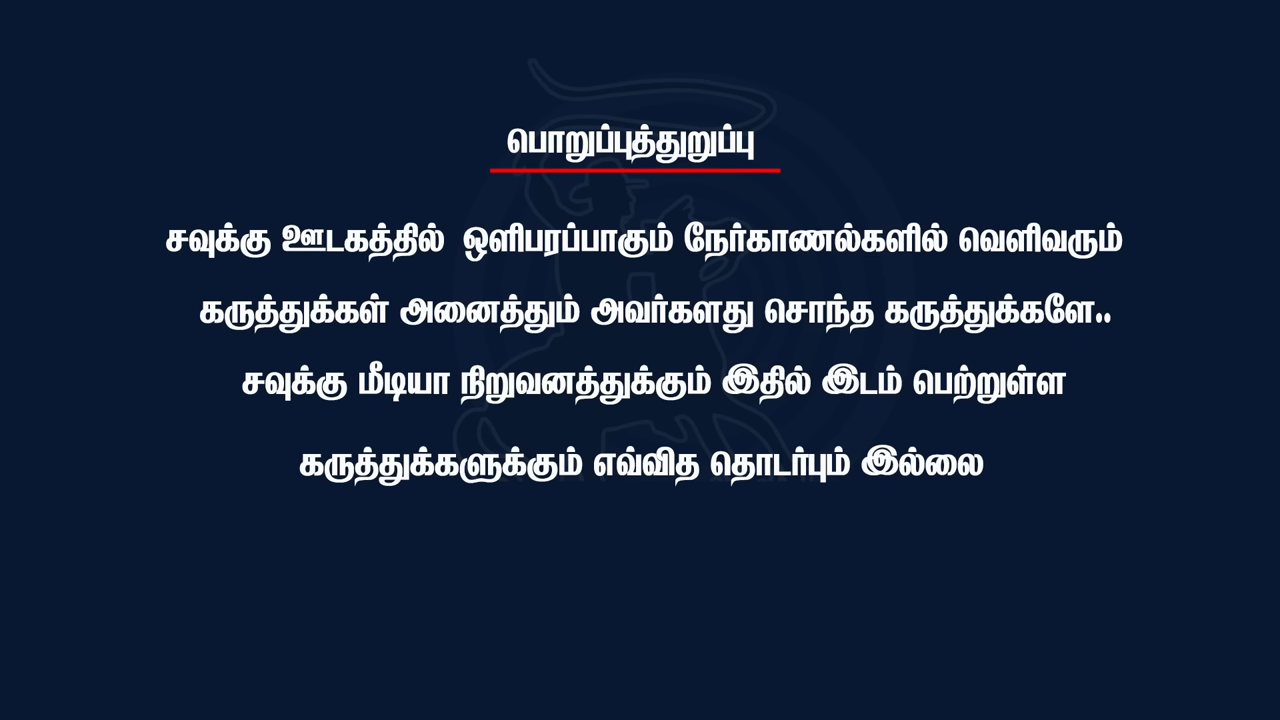 பொறுப்புத்துறுப்பு
சவுக்கு ஊடகத்தில் ஒளிபரப்பாகும் நேர்காணல்களில் வெளிவரும்
கருத்துக்கள் அனைத்தும் அவர்களது சொந்த கருத்துக்களே..
சவுக்கு மீடியா நிறுவனத்துக்கும் இதில் இடம் பெற்றுள்ள
கருத்துக்களுக்கும் எவ்வித தொடர்பும் இல்லை